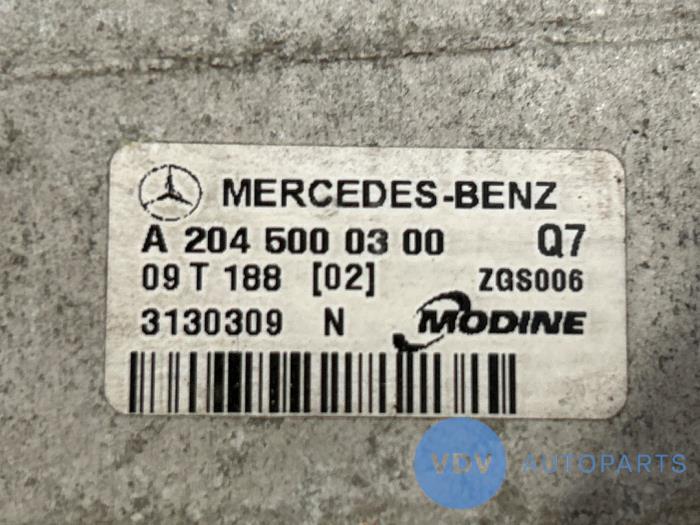 MERCEDES-BENZ
A 204 500 03 00 Q7
09 T 188 [02] ZGS006
3130309 N MODINE
VDV AUTOPARTS